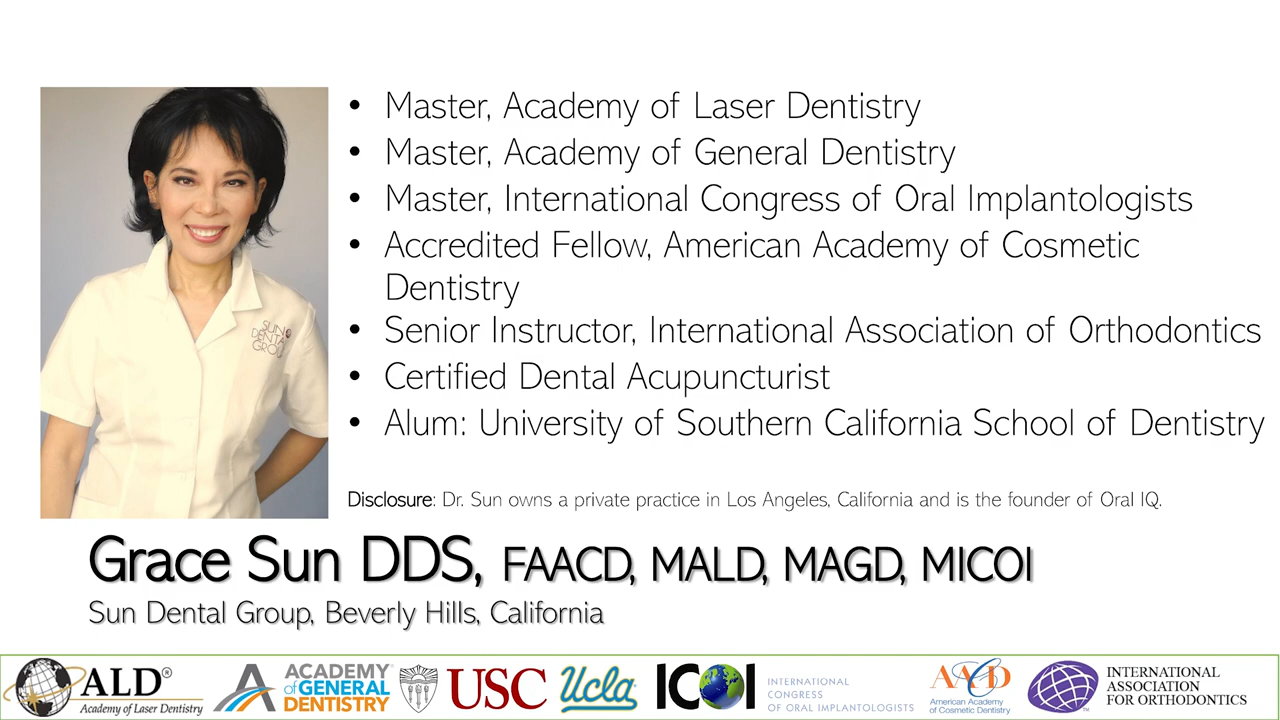 • Master, Academy of Laser Dentistry
• Master, Academy of General Dentistry
• Master, International Congress of Oral Implantologists
• Accredited Fellow, American Academy of Cosmetic
Dentistry
• Senior Instructor, International Association of Orthodontics
• Certified Dental Acupuncturist
• Alum: University of Southern California School of Dentistry
SUN
DENTAL
GROUP
Disclosure: Dr. Sun owns a private practice in Los Angeles, California and is the founder of Oral IQ.
Grace Sun DDS, FAACD, MALD, MAGD, MICOI
Sun Dental Group, Beverly Hills, California
ALD®
Academy of Laser Dentistry
ACADEMY®
of GENERAL
DENTISTRY
USC
Ucla
ICOI
INTERNATIONAL
CONGRESS
OF ORAL IMPLANTOLOGISTS
AACD
American Academy
of Cosmetic Dentistry
INTERNATIONAL
ASSOCIATION
FOR ORTHODONTICS